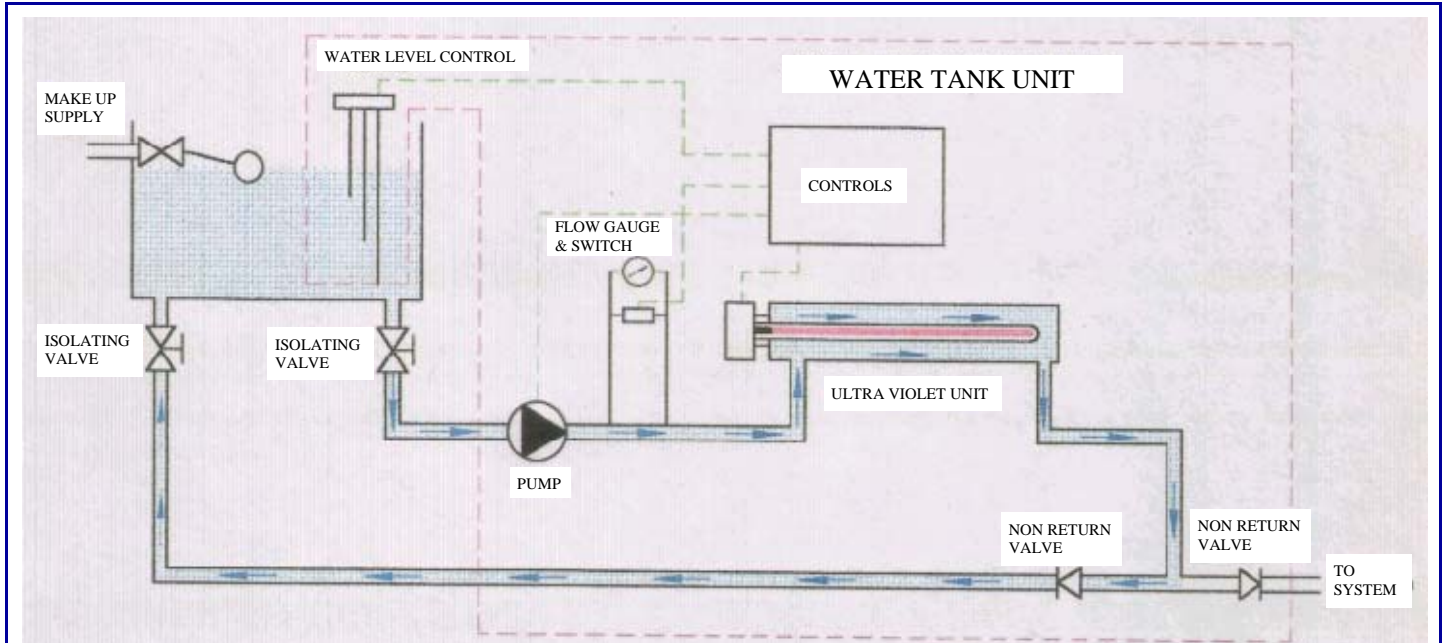 WATER LEVEL CONTROL
WATER TANK UNIT
MAKE UP
SUPPLY
CONTROLS
FLOW GAUGE
& SWITCH
ISOLATING
VALVE
ISOLATING
VALVE
ULTRA VIOLET UNIT
PUMP
NON RETURN
VALVE
NON RETURN
VALVE
TO
SYSTEM